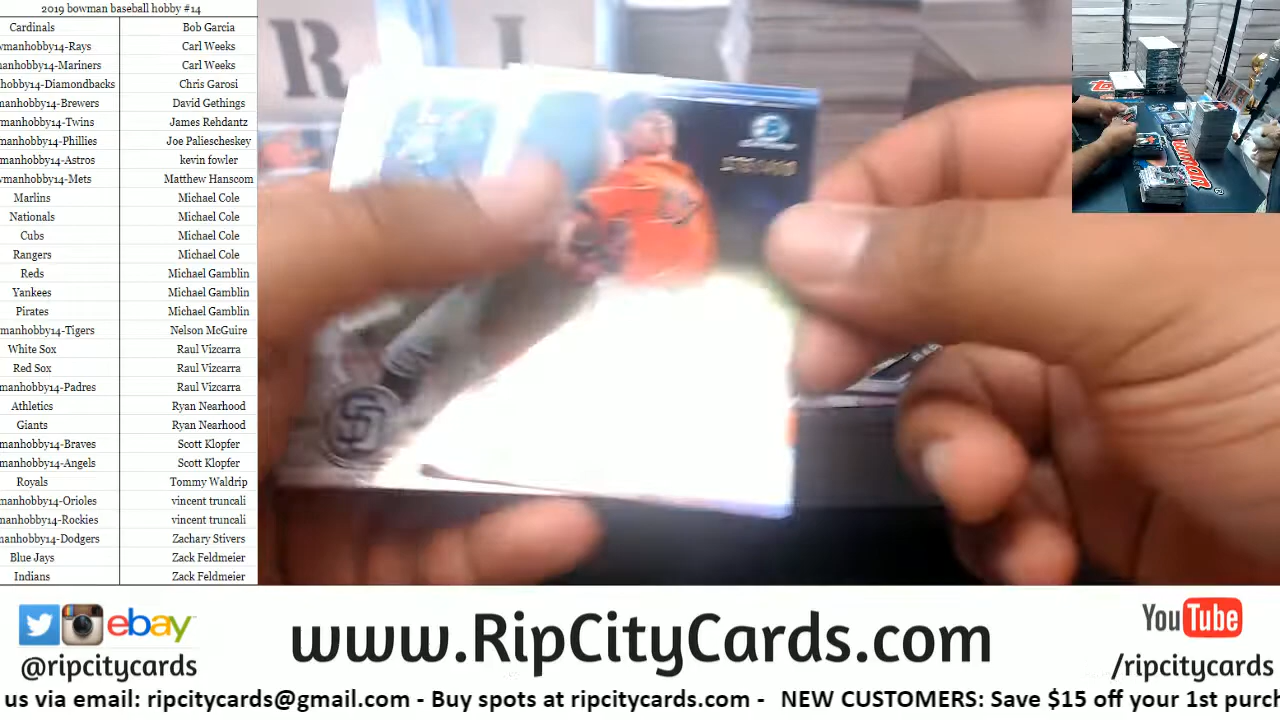 2019 bowman baseball hobby #14
Cardinals Bob Garcia
wmanhobby14-Rays Carl Weeks
manhobby14-Mariners Carl Weeks
hobby14-Diamondbacks Chris Garosi
manhobby14-Brewers David Gethings
wmanhobby14-Twins James Rehdantz
manhobby14-Phillies Joe Paliescheskey
manhobby14-Astros kevin fowler
wmanhobby14-Mets Matthew Hanscom
Marlins Michael Cole
Nationals Michael Cole
Cubs Michael Cole
Rangers Michael Cole
Reds Michael Gamblin
Yankees Michael Gamblin
Pirates Michael Gamblin
manhobby14-Tigers Nelson McGuire
White Sox Raul Vizcarra
Red Sox Raul Vizcarra
manhobby14-Padres Raul Vizcarra
Athletics Ryan Nearhood
Giants Ryan Nearhood
manhobby14-Braves Scott Klopfer
manhobby14-Angels Scott Klopfer
Royals Tommy Waldrip
manhobby14-Orioles vincent truncali
manhobby14-Rockies vincent truncali
manhobby14-Dodgers Zachary Stivers
Blue Jays Zack Feldmeier
Indians Zack Feldmeier
R I
SD
ebay
@ripcitycards
www.RipCityCards.com
YouTube
/ripcitycards
us via email: ripcitycards@gmail.com - Buy spots at ripcitycards.com - NEW CUSTOMERS: Save $15 off your 1st purch